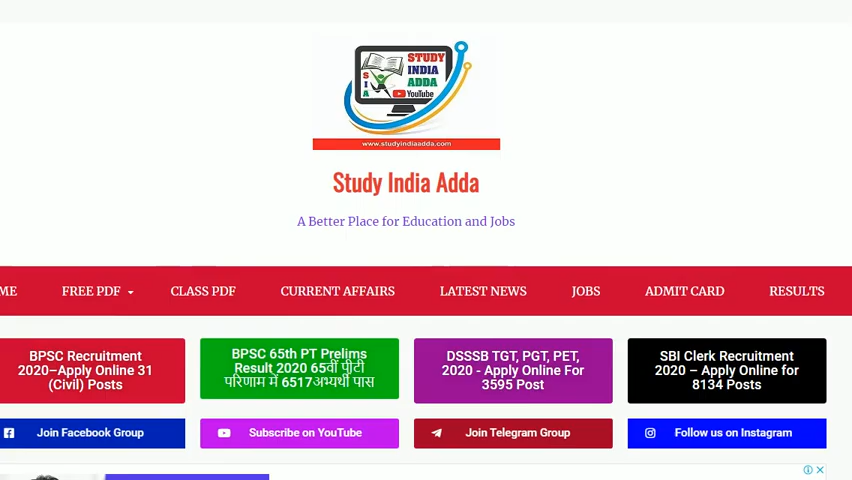 STUDY
INDIA
ADDA
SIA
YouTube
www.studyindiaadda.com
Study India Adda
A Better Place for Education and Jobs
ME FREE PDF CLASS PDF CURRENT AFFAIRS LATEST NEWS JOBS ADMIT CARD RESULTS
BPSC Recruitment
2020–Apply Online 31
(Civil) Posts
BPSC 65th PT Prelims
Result 2020 65वीं पीटी
परिणाम में 6517अभ्यर्थी पास
DSSSB TGT, PGT, PET,
2020 - Apply Online For
3595 Post
SBI Clerk Recruitment
2020 – Apply Online for
8134 Posts
Join Facebook Group
Subscribe on YouTube
Join Telegram Group
Follow us on Instagram